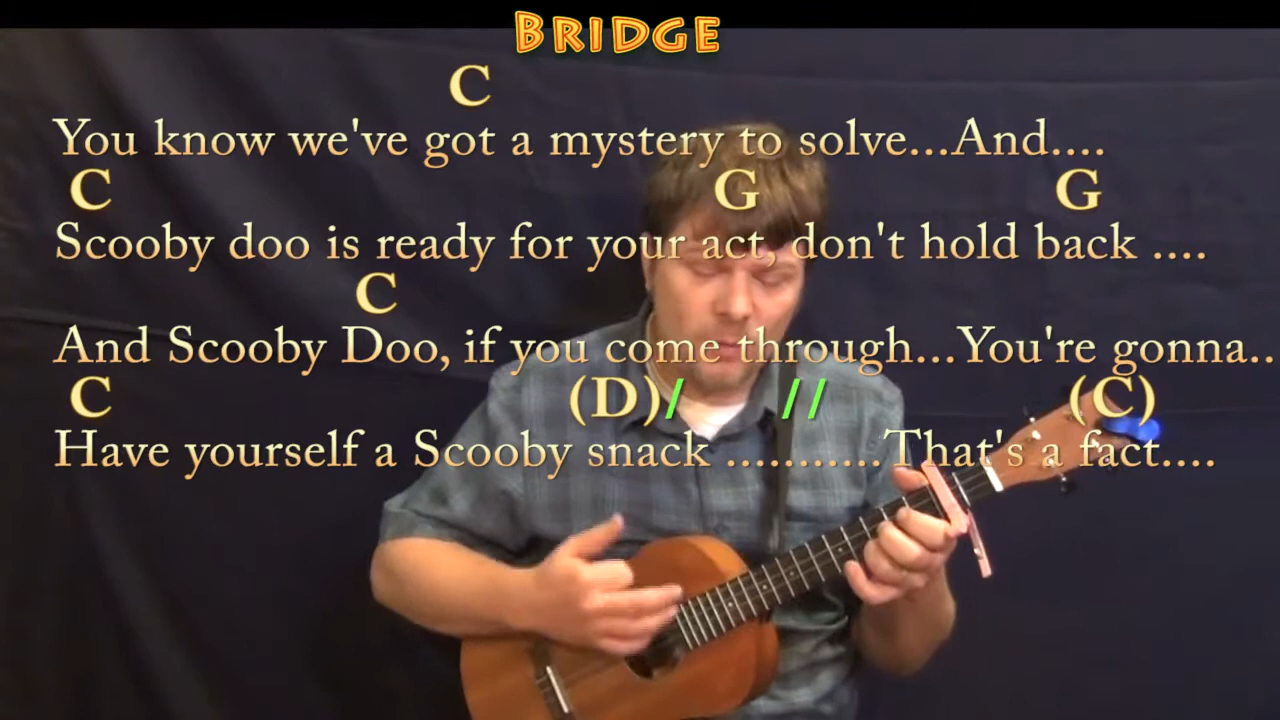 BRIDGE
C
You know we've got a mystery to solve...And....
C G G
Scooby doo is ready for your act, don't hold back ....
C
And Scooby Doo, if you come through...You're gonna..
C (D)/ // (C)
Have yourself a Scooby snack ...........That's a fact....